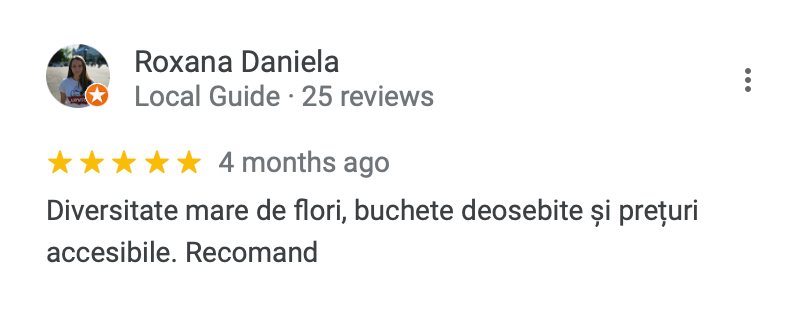 Roxana Daniela
Local Guide · 25 reviews
4 months ago
Diversitate mare de flori, buchete deosebite și prețuri
accesibile. Recomand